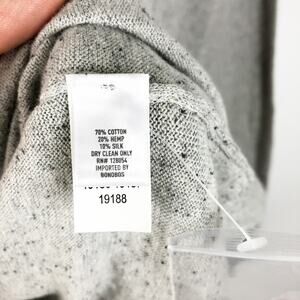 70% COTTON
20% HEMP
10% SILK
DRY CLEAN ONLY
RN# 128054
IMPORTED BY
BONOBOS
19188